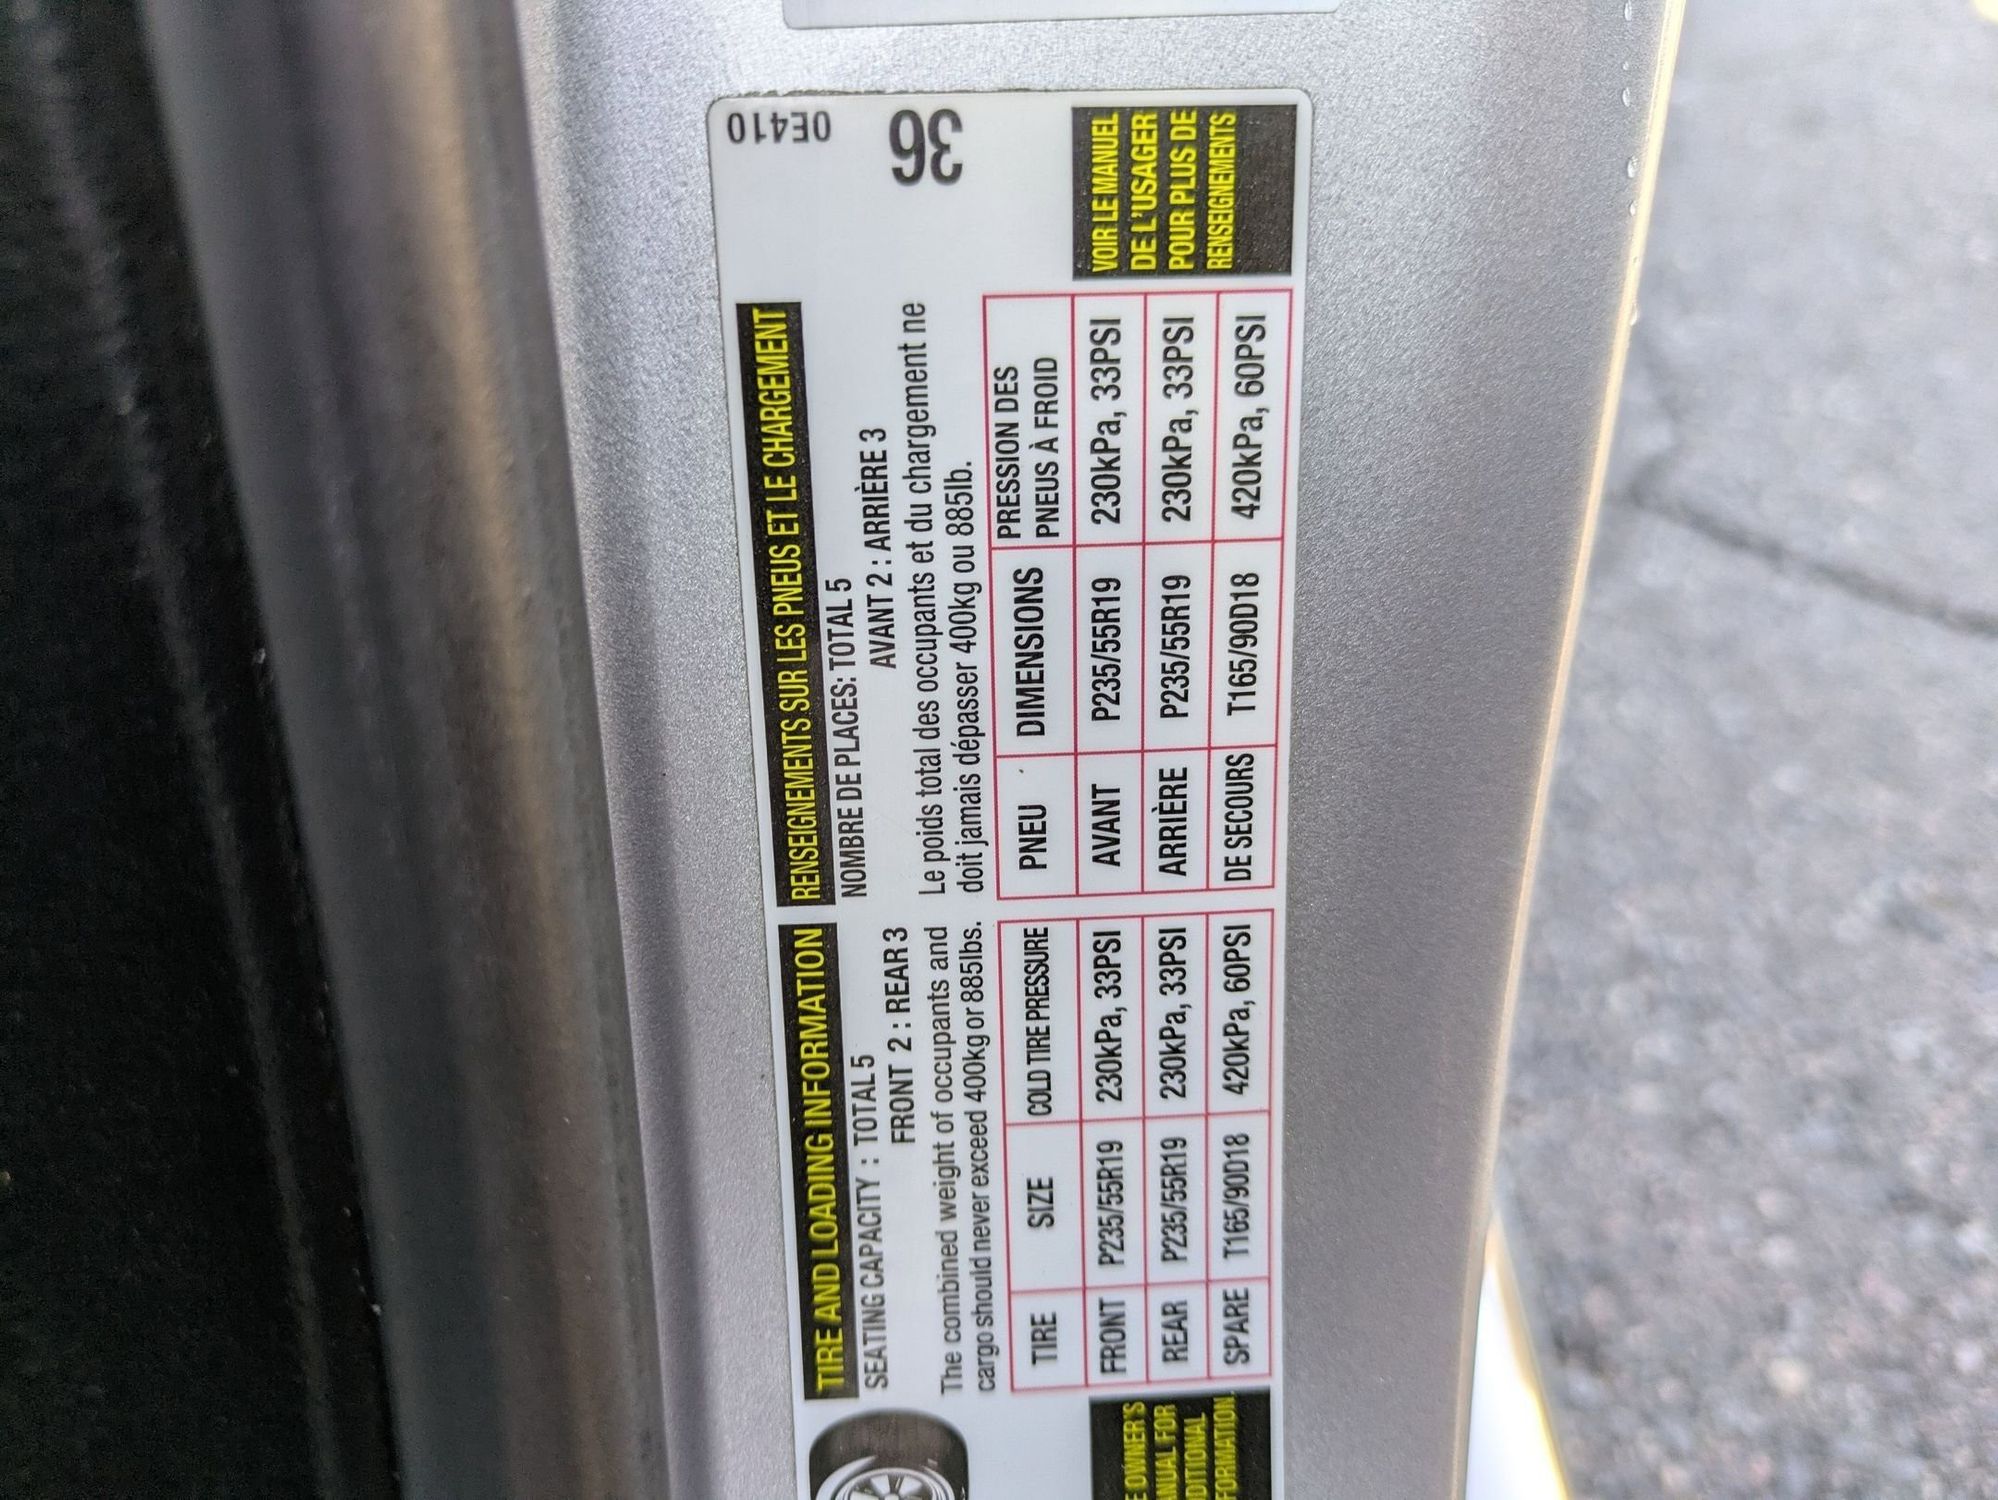 TIRE AND LOADING INFORMATION
SEATING CAPACITY : TOTAL 5
FRONT 2 : REAR 3
The combined weight of occupants and
cargo should never exceed 400kg or 885lbs.
TIRE SIZE COLD TIRE PRESSURE
FRONT P235/55R19 230kPa, 33PSI
REAR P235/55R19 230kPa, 33PSI
SPARE T165/90D18 420kPa, 60PSI
OWNER'S
FOR
RENSEIGNEMENTS SUR LES PNEUS ET LE CHARGEMENT
NOMBRE DE PLACES: TOTAL 5
AVANT 2 : ARRIÈRE 3
Le poids total des occupants et du chargement ne
doit jamais dépasser 400kg ou 885lb.
PNEU DIMENSIONS PRESSION DES
PNEUS À FROID
AVANT P235/55R19 230kPa, 33PSI
ARRIÈRE P235/55R19 230kPa, 33PSI
DE SECOURS T165/90D18 420kPa, 60PSI
0E410
36
VOIR LE MANUEL
DE L'USAGER
POUR PLUS DE
RENSEIGNEMENTS